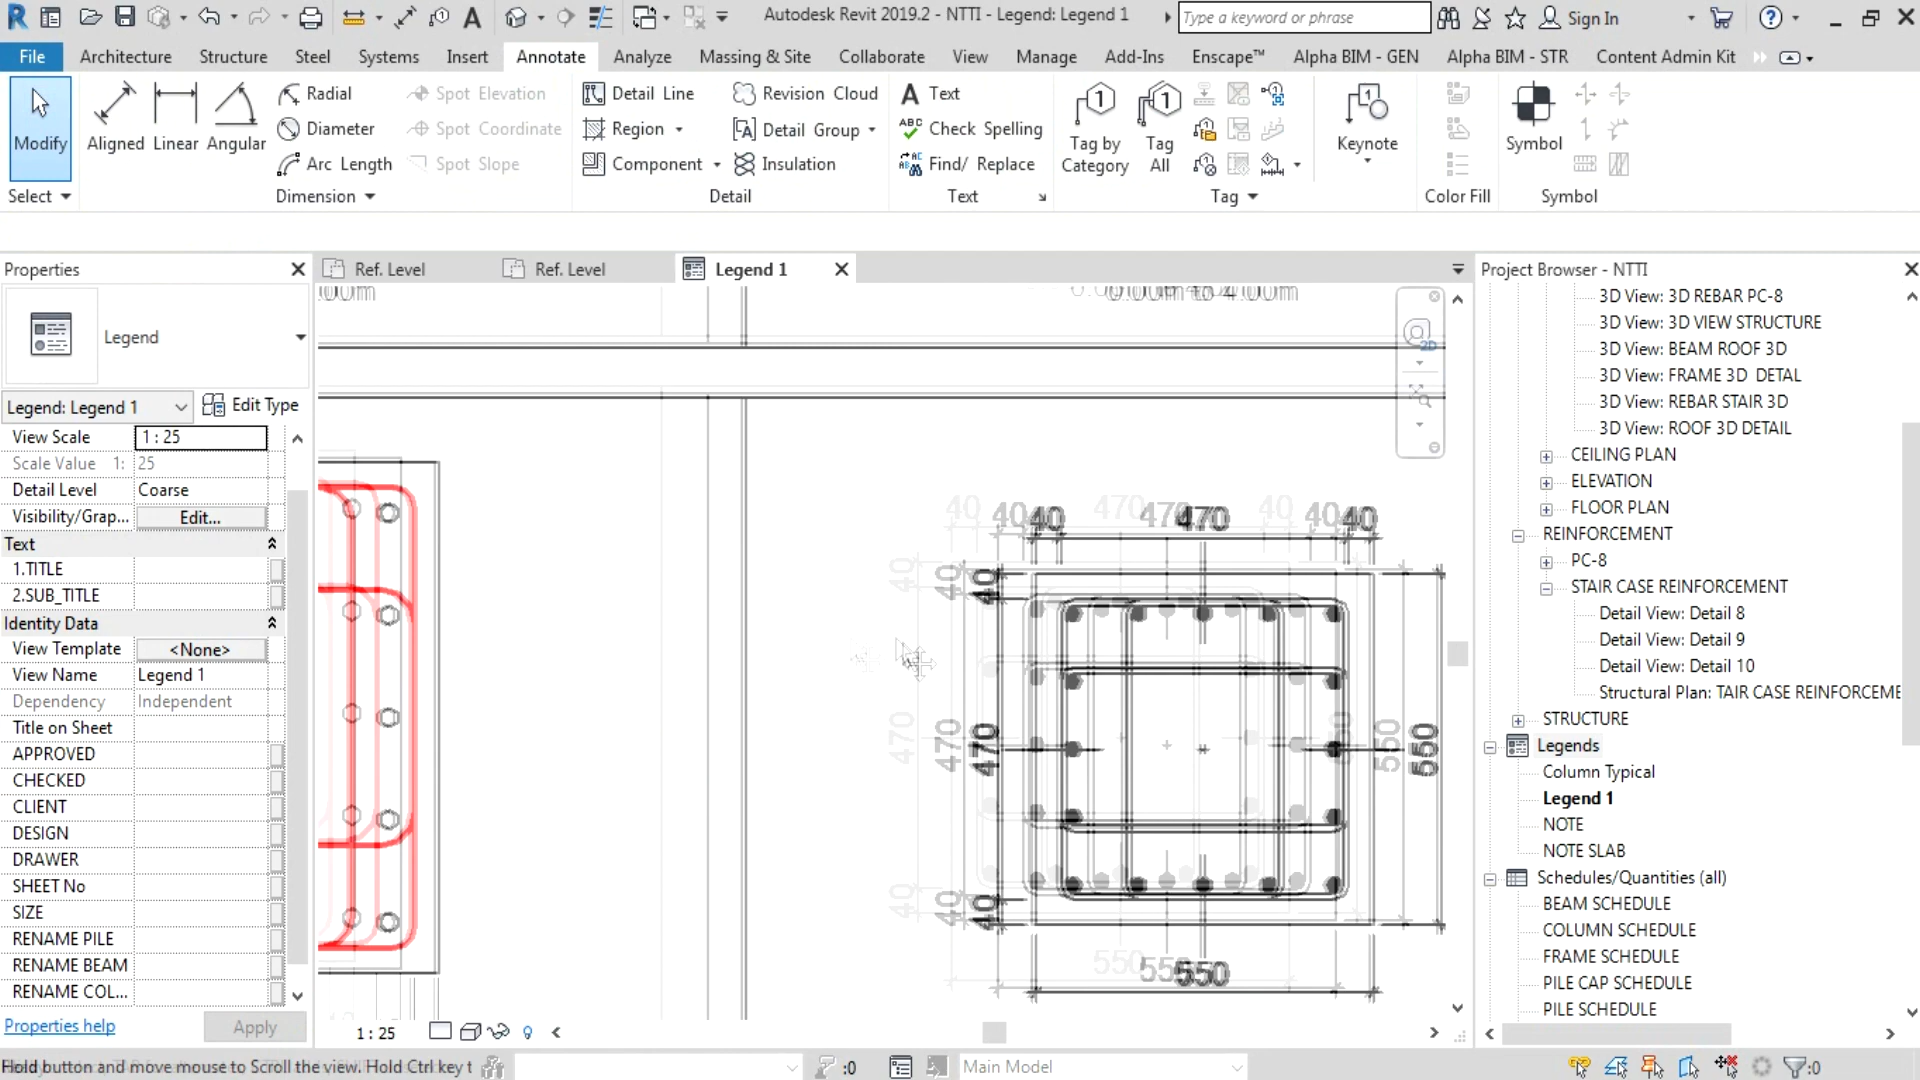 Autodesk Revit 2019.2 - NTTI - Legend: Legend 1
Type a keyword or phrase
Sign In
File Architecture Structure Steel Systems Insert Annotate Analyze Massing & Site Collaborate View Manage Add-Ins Enscape™ Alpha BIM - GEN Alpha BIM - STR Content Admin Kit
Modify
Aligned
Linear
Angular
Radial
Diameter
Arc Length
Spot Elevation
Spot Coordinate
Spot Slope
Detail Line
Region
Component
Revision Cloud
Detail Group
Insulation
Text
Check Spelling
Find/ Replace
Tag by Category
Tag All
Keynote
Symbol
Select
Dimension
Detail
Text
Tag
Color Fill
Symbol
Properties
Legend
Legend: Legend 1
Edit Type
View Scale 1 : 25
Scale Value 1: 25
Detail Level Coarse
Visibility/Grap... Edit...
Text
1.TITLE
2.SUB_TITLE
Identity Data
View Template <None>
View Name Legend 1
Dependency Independent
Title on Sheet
APPROVED
CHECKED
CLIENT
DESIGN
DRAWER
SHEET No
SIZE
RENAME PILE
RENAME BEAM
RENAME COL...
Properties help
Apply
Ref. Level
Ref. Level
Legend 1
40 470 40
40
470
40
550
550
1 : 25
Project Browser - NTTI
3D View: 3D REBAR PC-8
3D View: 3D VIEW STRUCTURE
3D View: BEAM ROOF 3D
3D View: FRAME 3D DETAL
3D View: REBAR STAIR 3D
3D View: ROOF 3D DETAIL
CEILING PLAN
ELEVATION
FLOOR PLAN
REINFORCEMENT
PC-8
STAIR CASE REINFORCEMENT
Detail View: Detail 8
Detail View: Detail 9
Detail View: Detail 10
Structural Plan: TAIR CASE REINFORCEME
STRUCTURE
Legends
Column Typical
Legend 1
NOTE
NOTE SLAB
Schedules/Quantities (all)
BEAM SCHEDULE
COLUMN SCHEDULE
FRAME SCHEDULE
PILE CAP SCHEDULE
PILE SCHEDULE
Hold button and move mouse to Scroll the view. Hold Ctrl key t
:0
Main Model
:0